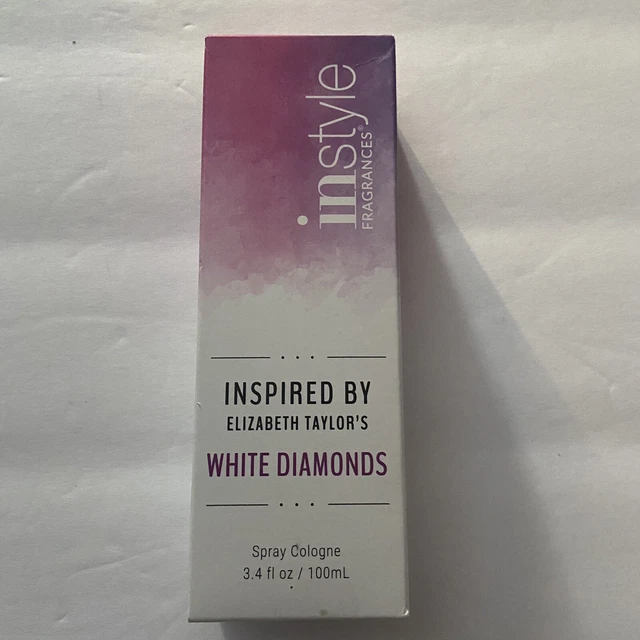 instyle
FRAGRANCES®
INSPIRED BY
ELIZABETH TAYLOR'S
WHITE DIAMONDS
Spray Cologne
3.4 fl oz / 100mL